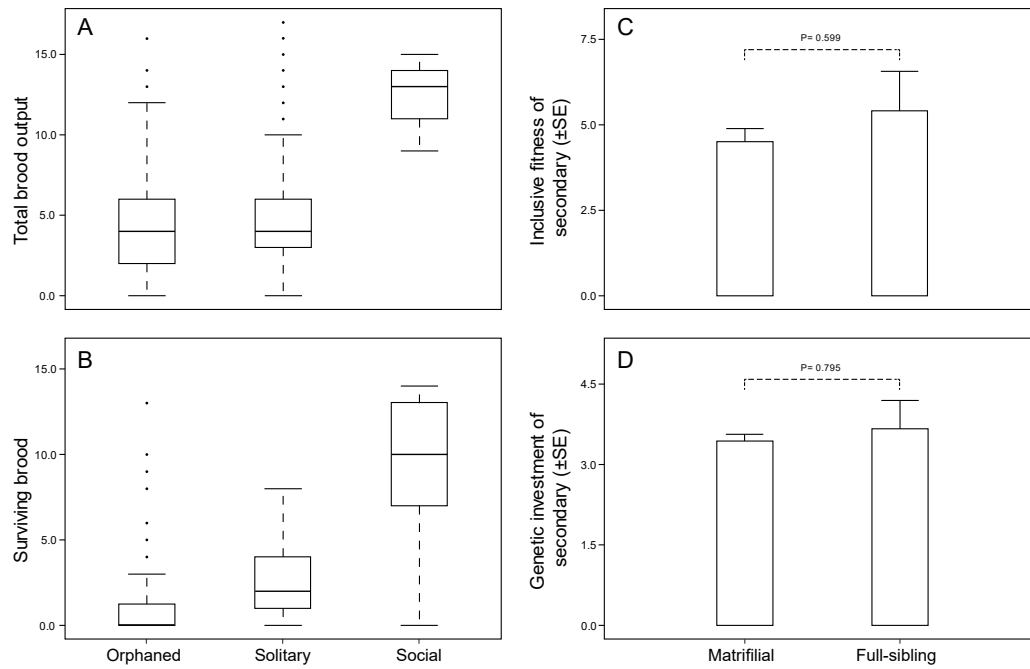 A
15.0
10.0
5.0
0.0
Total brood output
B
15.0
10.0
5.0
0.0
Surviving brood
Orphaned Solitary Social
C
7.5
5.0
2.5
0.0
Inclusive fitness of
secondary (±SE)
P= 0.599
D
4.5
3.0
1.5
0.0
Genetic investment of
secondary (±SE)
P= 0.795
Matrifilial Full-sibling